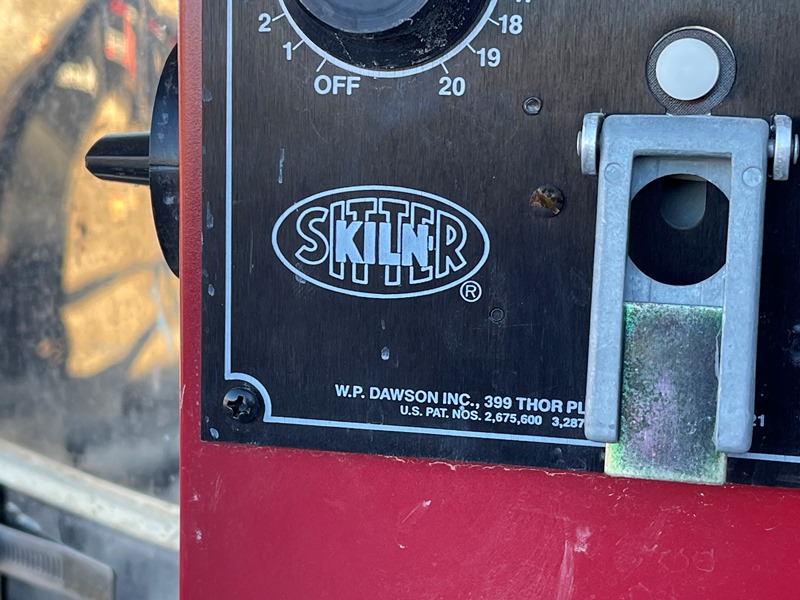 2
18
1
19
OFF
20
SITTER
KILN
®
W.P. DAWSON INC., 399 THOR PL
U.S. PAT. NOS. 2,675,600 3,287
21